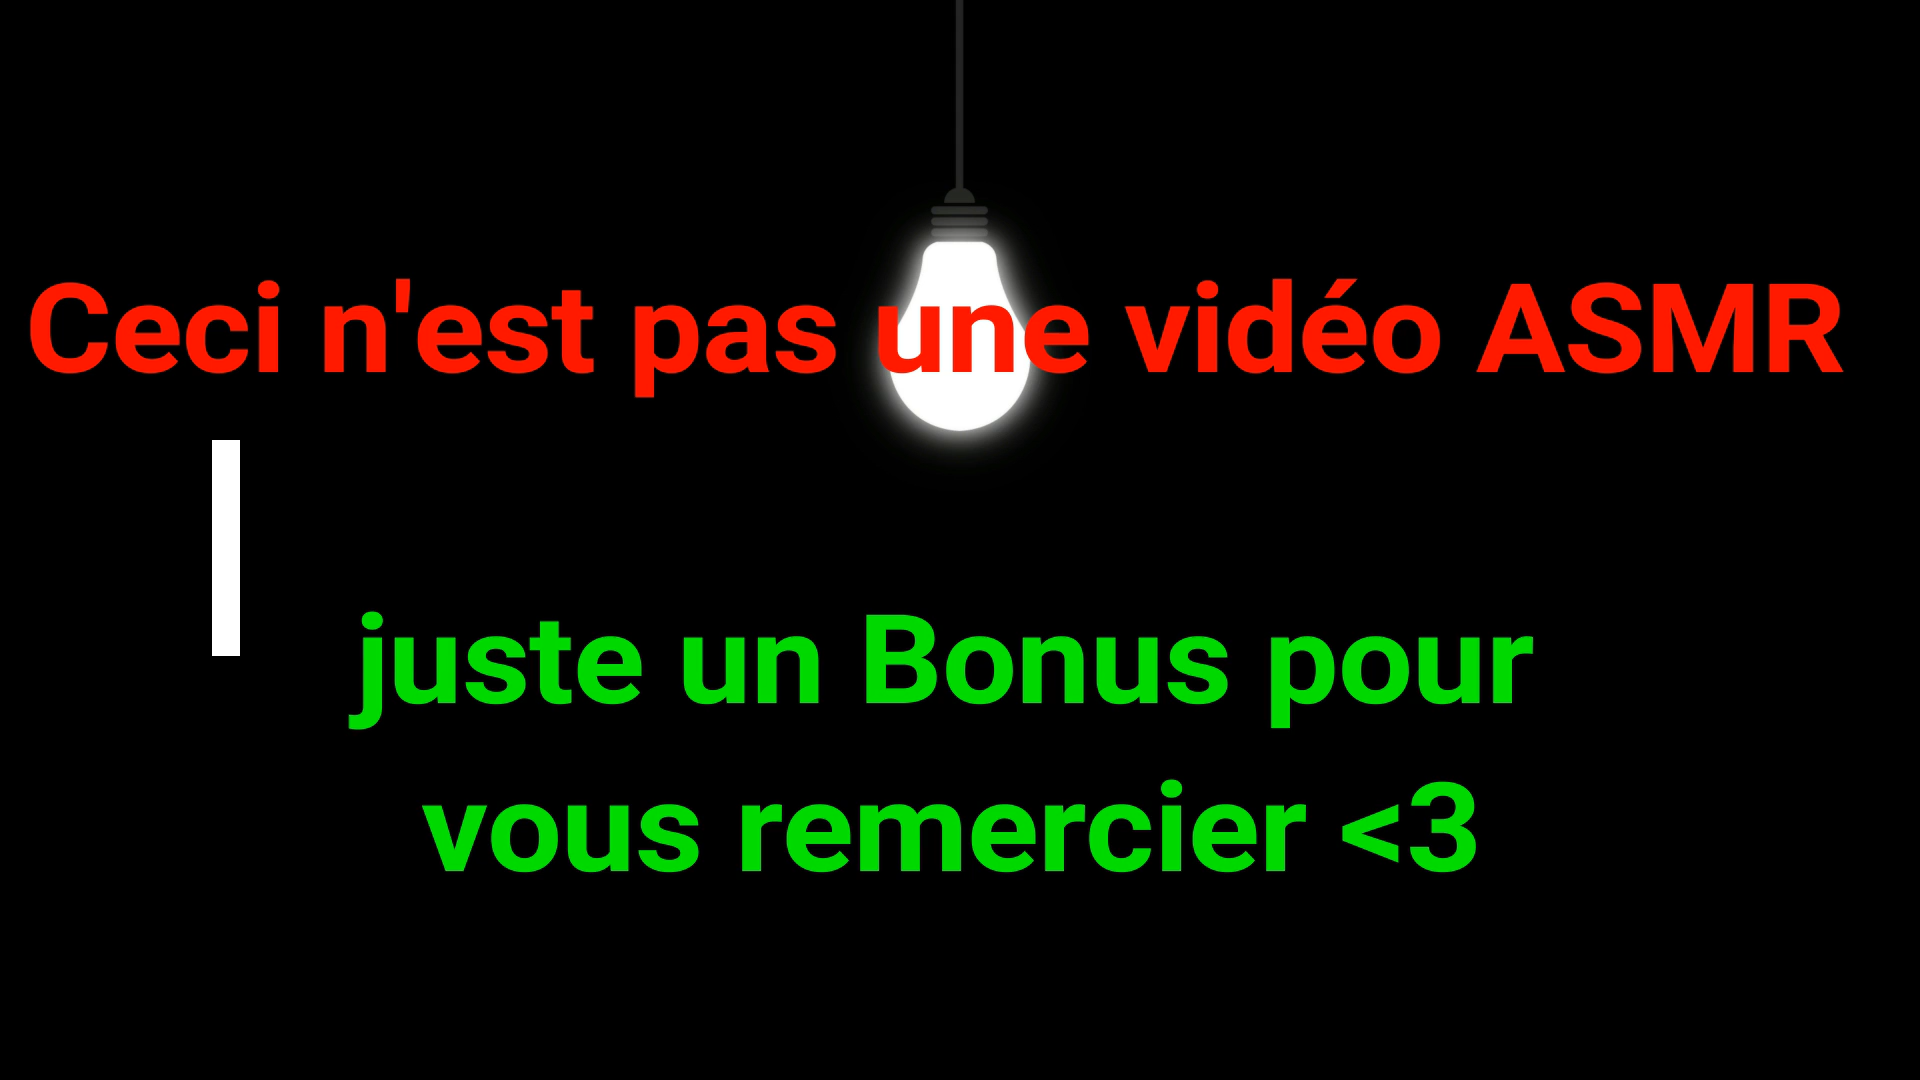 Ceci n'est pas une vidéo ASMR
juste un Bonus pour
vous remercier <3